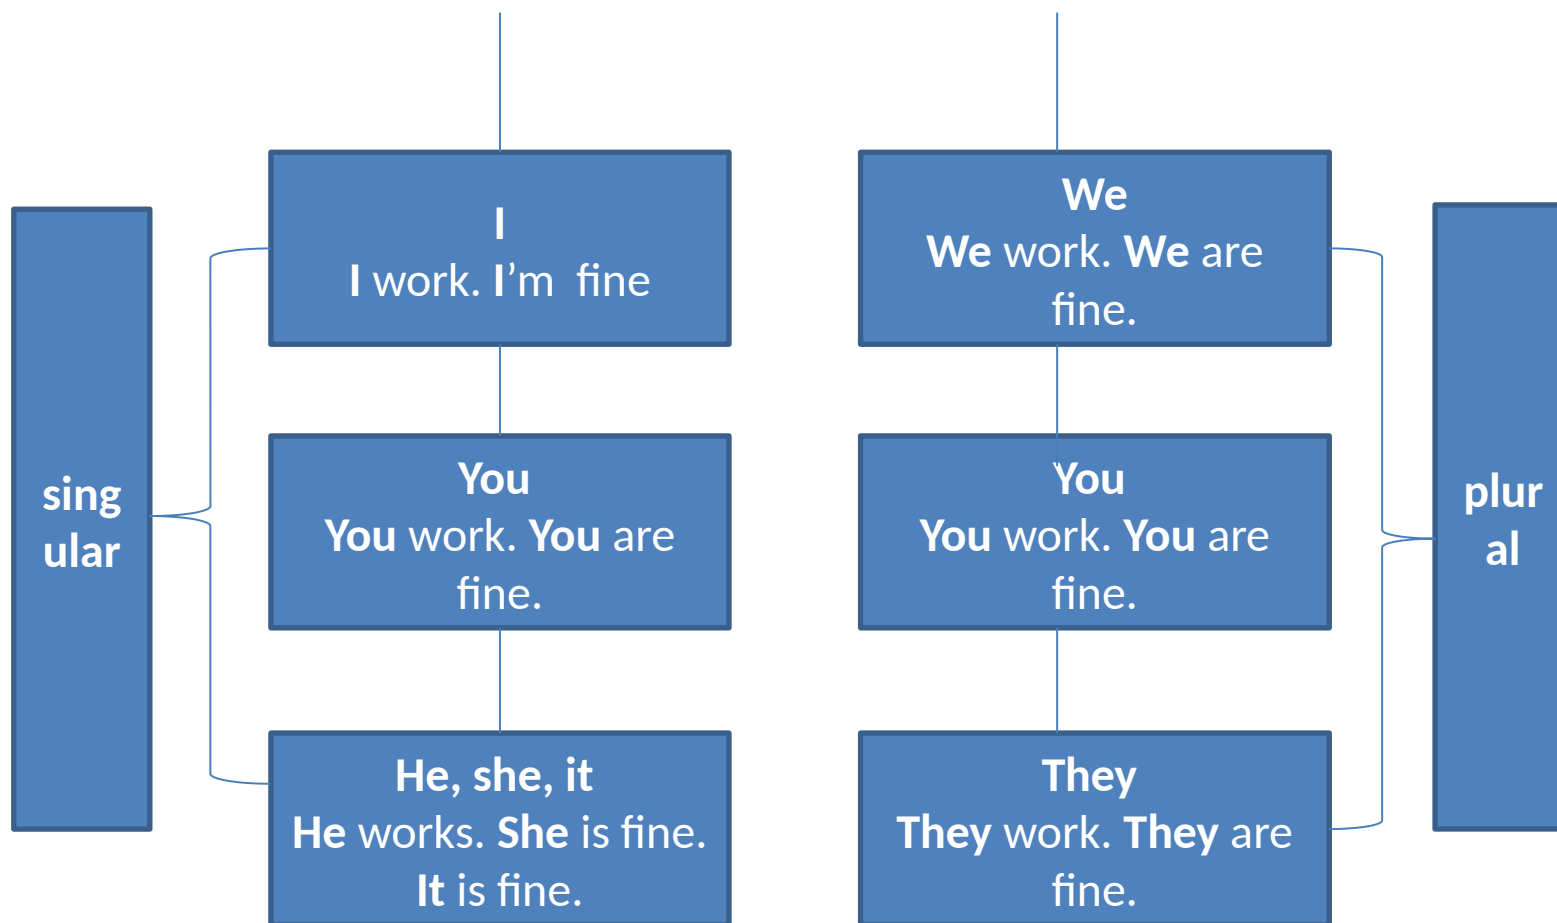 sing
ular
I
I work. I’m  fine
You
You work. You are
fine.
He, she, it
He works. She is fine.
It is fine.
We
We work. We are
fine.
You
You work. You are
fine.
They
They work. They are
fine.
plur
al